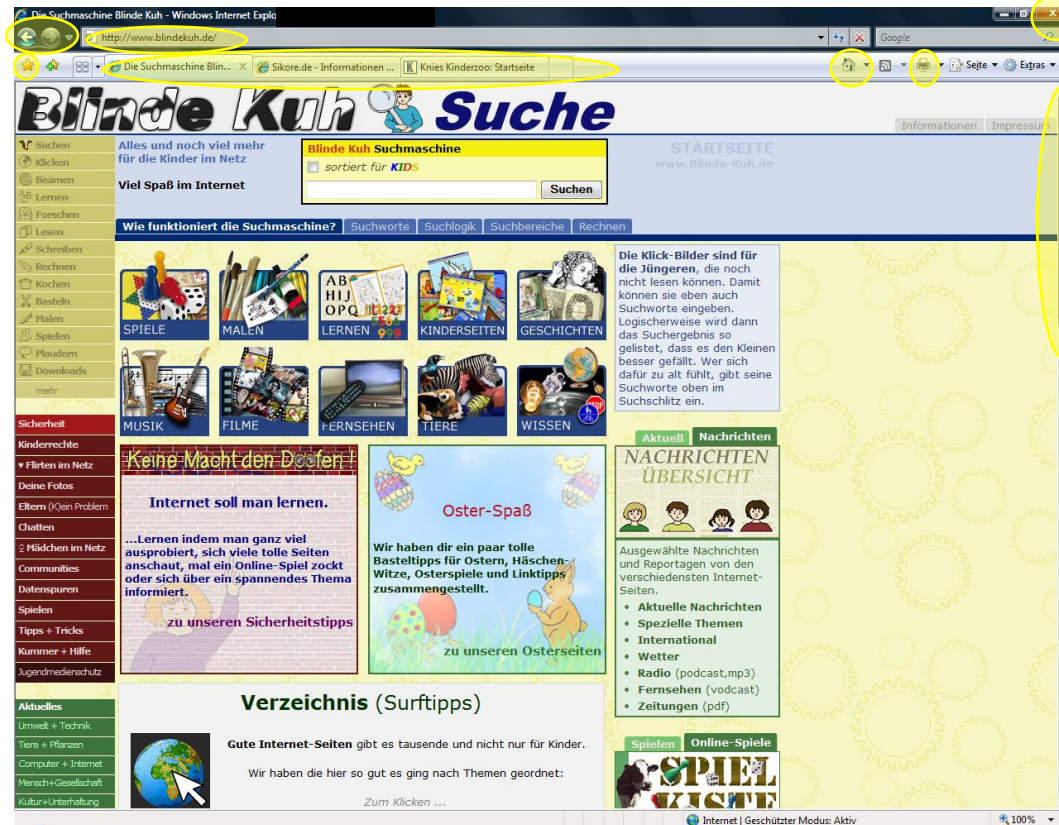 Die Suchmaschine Blinde Kuh - Windows Internet Explo
http://www.blindekuh.de/
Google
Die Suchmaschine Blin...
Sikore.de - Informationen ...
Knies Kinderzoo: Startseite
Seite
Extras
Blinde Kuh Suche
Informationen
Impressum
Suchen
Klicken
Beamen
Lernen
Forschen
Lesen
Schreiben
Rechnen
Kochen
Basteln
Malen
Spielen
Plaudern
Downloads
... mehr
Alles und noch viel mehr
für die Kinder im Netz
Viel Spaß im Internet
Blinde Kuh Suchmaschine
sortiert für KIDS
Suchen
STARTSEITE
www.Blinde-Kuh.de
Wie funktioniert die Suchmaschine?
Suchworte
Suchlogik
Suchbereiche
Rechnen
SPIELE
MALEN
ABC
HIJ
OPQ
LERNEN
KINDERSEITEN
GESCHICHTEN
MUSIK
FILME
FERNSEHEN
TIERE
STOP
WISSEN
Die Klick-Bilder sind für
die Jüngeren, die noch
nicht lesen können. Damit
können sie eben auch
Suchworte eingeben.
Logischerweise wird dann
das Suchergebnis so
gelistet, dass es den Kleinen
besser gefällt. Wer sich
dafür zu alt fühlt, gibt seine
Suchworte oben im
Suchschlitz ein.
Sicherheit
Kinderrechte
♥ Flirten im Netz
Deine Fotos
Eltern (K)ein Problem
Chatten
♀ Mädchen im Netz
Communities
Datenspuren
Spielen
Tipps + Tricks
Kummer + Hilfe
Jugendmedienschutz
Aktuelles
Umwelt + Technik
Tiere + Pflanzen
Computer + Internet
Mensch+Gesellschaft
Kultur+Unterhaltung
Keine Macht den Doofen !
Internet soll man lernen.
...Lernen indem man ganz viel
ausprobiert, sich viele tolle Seiten
anschaut, mal ein Online-Spiel zockt
oder sich über ein spannendes Thema
informiert.
zu unseren Sicherheitstipps
Oster-Spaß
Wir haben dir ein paar tolle
Basteltipps für Ostern, Häschen-
Witze, Osterspiele und Linktipps
zusammengestellt.
zu unseren Osterseiten
Aktuell
Nachrichten
NACHRICHTEN
ÜBERSICHT
Ausgewählte Nachrichten
und Reportagen von den
verschiedensten Internet-
Seiten.
• Aktuelle Nachrichten
• Spezielle Themen
• International
• Wetter
• Radio (podcast,mp3)
• Fernsehen (vodcast)
• Zeitungen (pdf)
Verzeichnis (Surftipps)
Gute Internet-Seiten gibt es tausende und nicht nur für Kinder.
Wir haben die hier so gut es ging nach Themen geordnet:
Zum Klicken ...
Spielen
Online-Spiele
SPIEL
KISTE
Internet | Geschützter Modus: Aktiv
100%